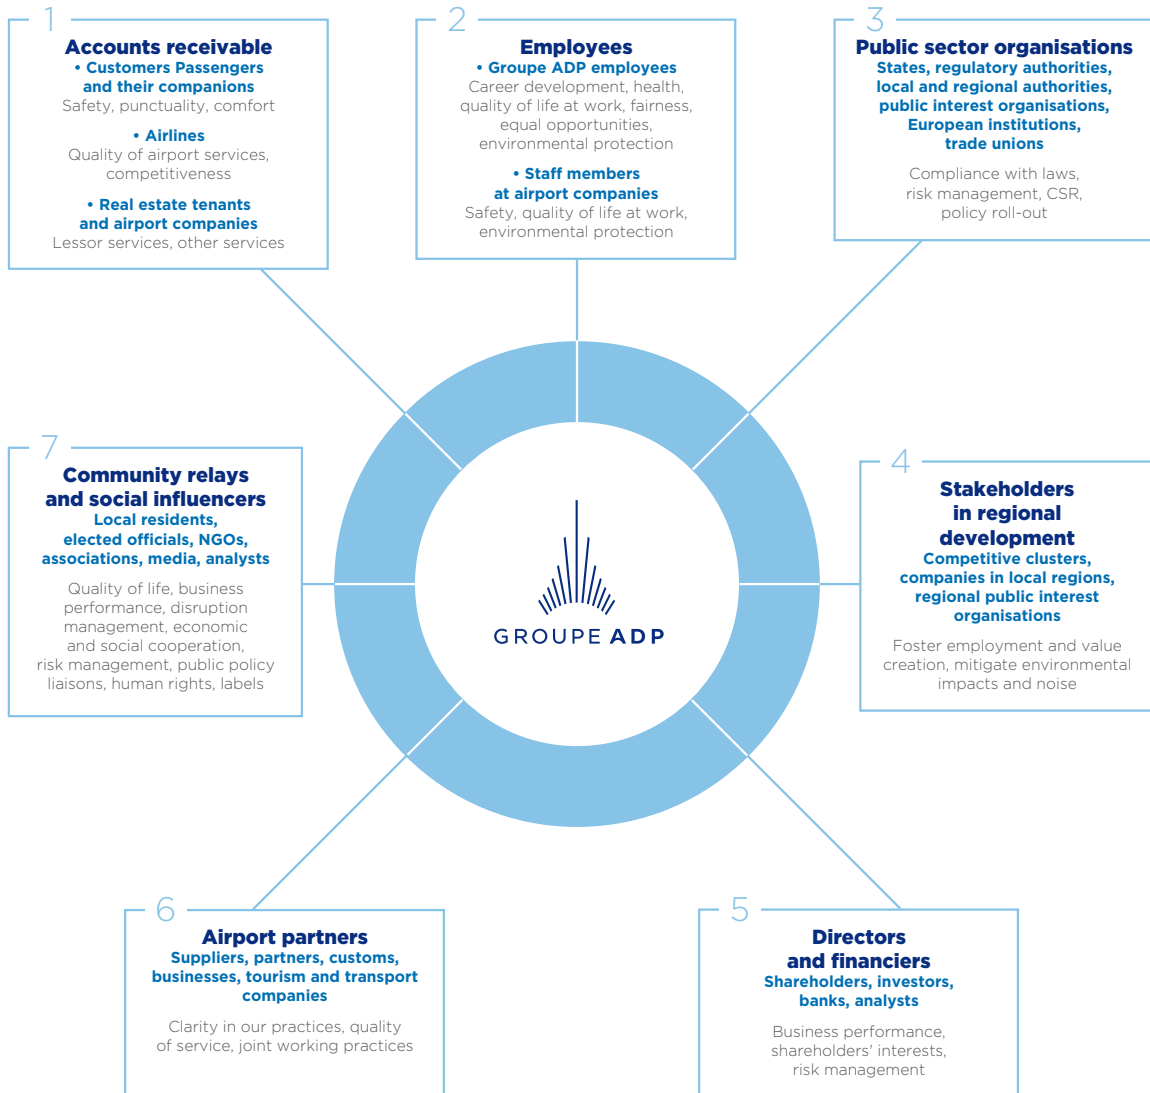 1
Accounts receivable
• Customers Passengers
and their companions
Safety, punctuality, comfort
• Airlines
Quality of airport services,
competitiveness
• Real estate tenants
and airport companies
Lessor services, other services
2
Employees
• Groupe ADP employees
Career development, health,
quality of life at work, fairness,
equal opportunities,
environmental protection
• Staff members
at airport companies
Safety, quality of life at work,
environmental protection
3
Public sector organisations
States, regulatory authorities,
local and regional authorities,
public interest organisations,
European institutions,
trade unions
Compliance with laws,
risk management, CSR,
policy roll-out
7
Community relays
and social influencers
Local residents,
elected officials, NGOs,
associations, media, analysts
Quality of life, business
performance, disruption
management, economic
and social cooperation,
risk management, public policy
liaisons, human rights, labels
GROUPE ADP
4
Stakeholders
in regional
development
Competitive clusters,
companies in local regions,
regional public interest
organisations
Foster employment and value
creation, mitigate environmental
impacts and noise
6
Airport partners
Suppliers, partners, customs,
businesses, tourism and transport
companies
Clarity in our practices, quality
of service, joint working practices
5
Directors
and financiers
Shareholders, investors,
banks, analysts
Business performance,
shareholders' interests,
risk management